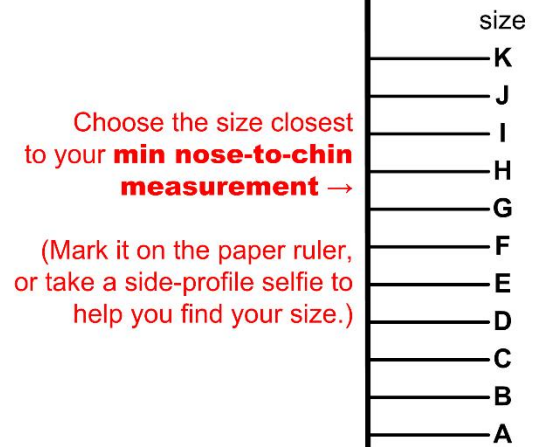 size
K
J
Choose the size closest
I
to your min nose-to-chin
H
measurement →
G
F
(Mark it on the paper ruler,
E
or take a side-profile selfie to
D
help you find your size.)
C
B
A